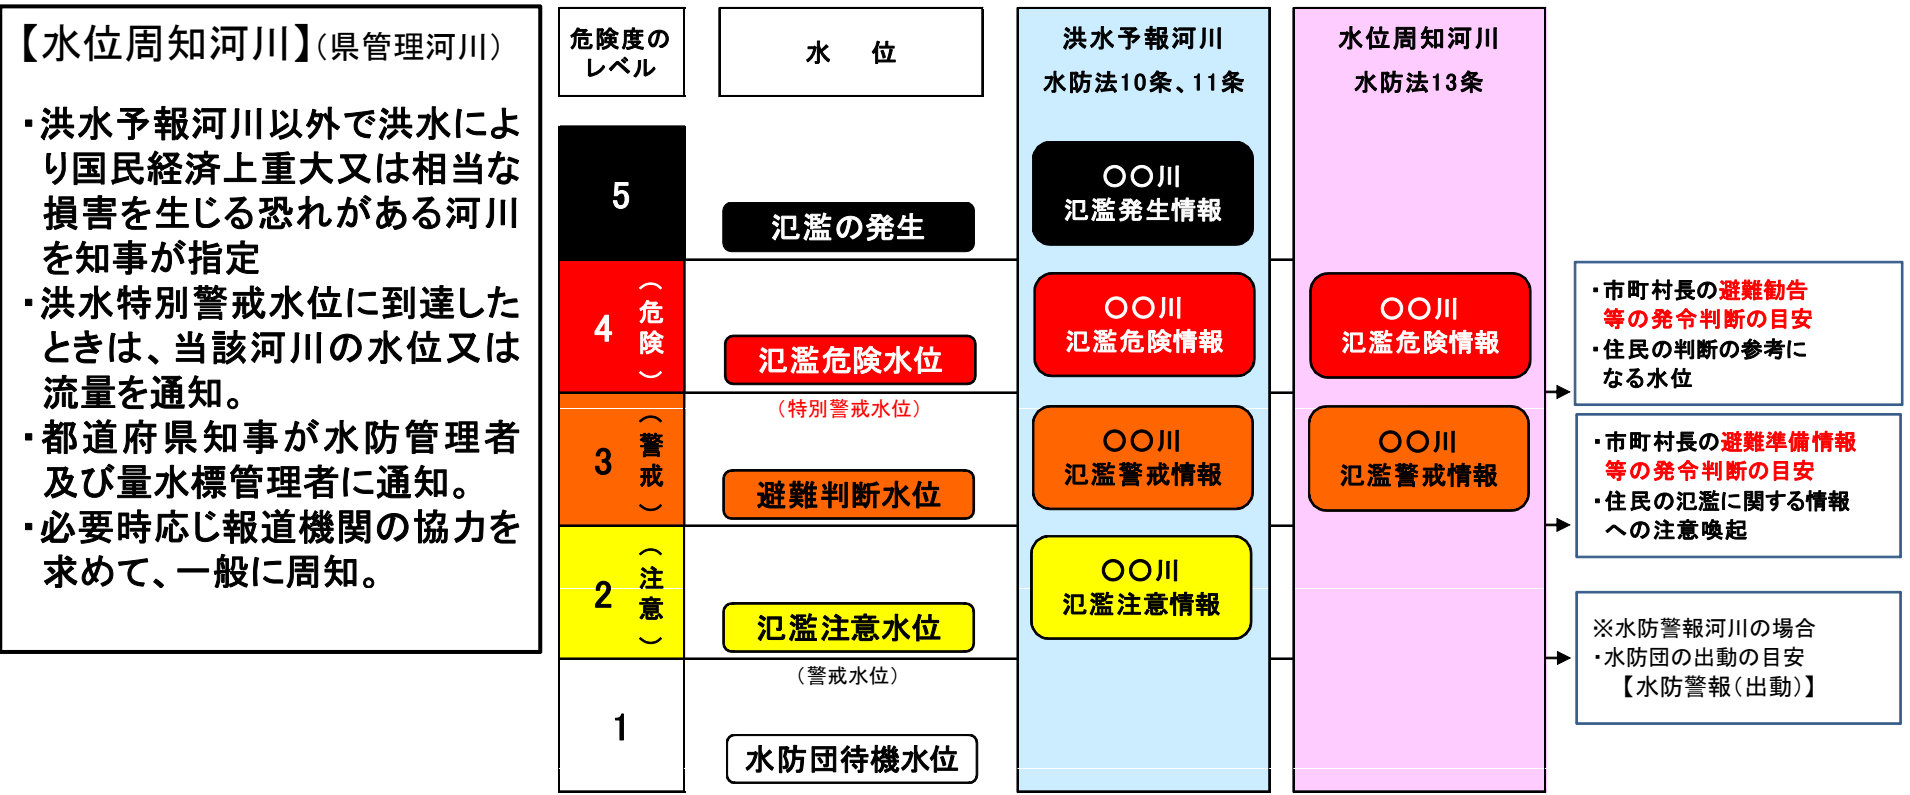 【水位周知河川】(県管理河川)
・洪水予報河川以外で洪水によ
り国民経済上重大又は相当な
損害を生じる恐れがある河川
を知事が指定
・洪水特別警戒水位に到達した
ときは、当該河川の水位又は
流量を通知。
・都道府県知事が水防管理者
及び量水標管理者に通知。
・必要時応じ報道機関の協力を
求めて、一般に周知。
危険度の
レベル
水 位
洪水予報河川
水防法10条、11条
水位周知河川
水防法13条
5
氾濫の発生
○○川
氾濫発生情報
4
(危険)
氾濫危険水位
(特別警戒水位)
○○川
氾濫危険情報
○○川
氾濫危険情報
3
(警戒)
避難判断水位
○○川
氾濫警戒情報
○○川
氾濫警戒情報
2
(注意)
氾濫注意水位
(警戒水位)
○○川
氾濫注意情報
1
水防団待機水位
・市町村長の避難勧告
等の発令判断の目安
・住民の判断の参考に
なる水位
・市町村長の避難準備情報
等の発令判断の目安
・住民の氾濫に関する情報
への注意喚起
※水防警報河川の場合
・水防団の出動の目安
【水防警報(出動)】